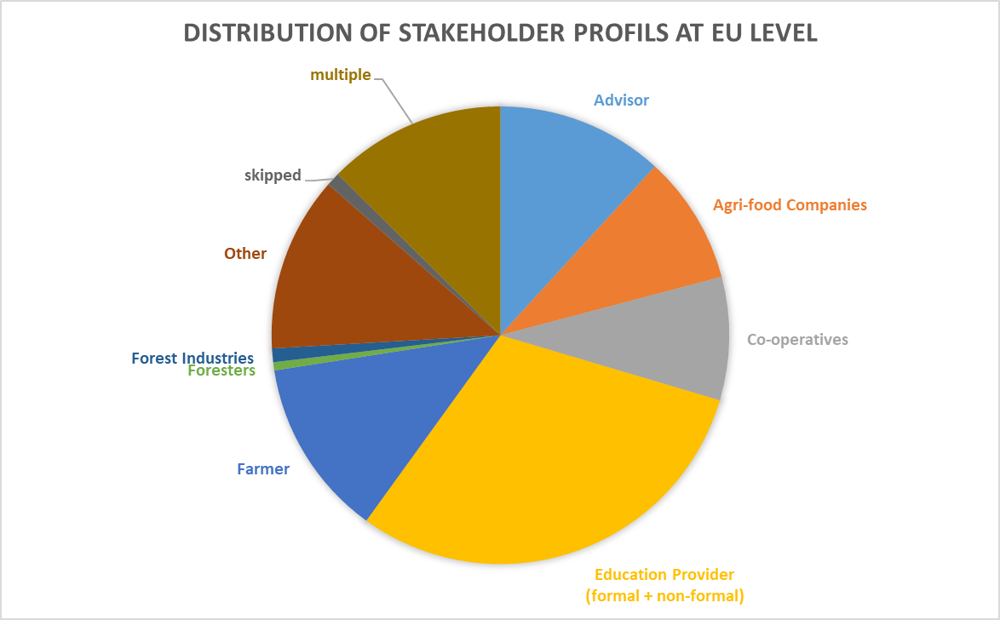 DISTRIBUTION OF STAKEHOLDER PROFILS AT EU LEVEL
multiple
Advisor
skipped
Agri-food Companies
Other
Co-operatives
Forest Industries
Foresters
Farmer
Education Provider
(formal + non-formal)